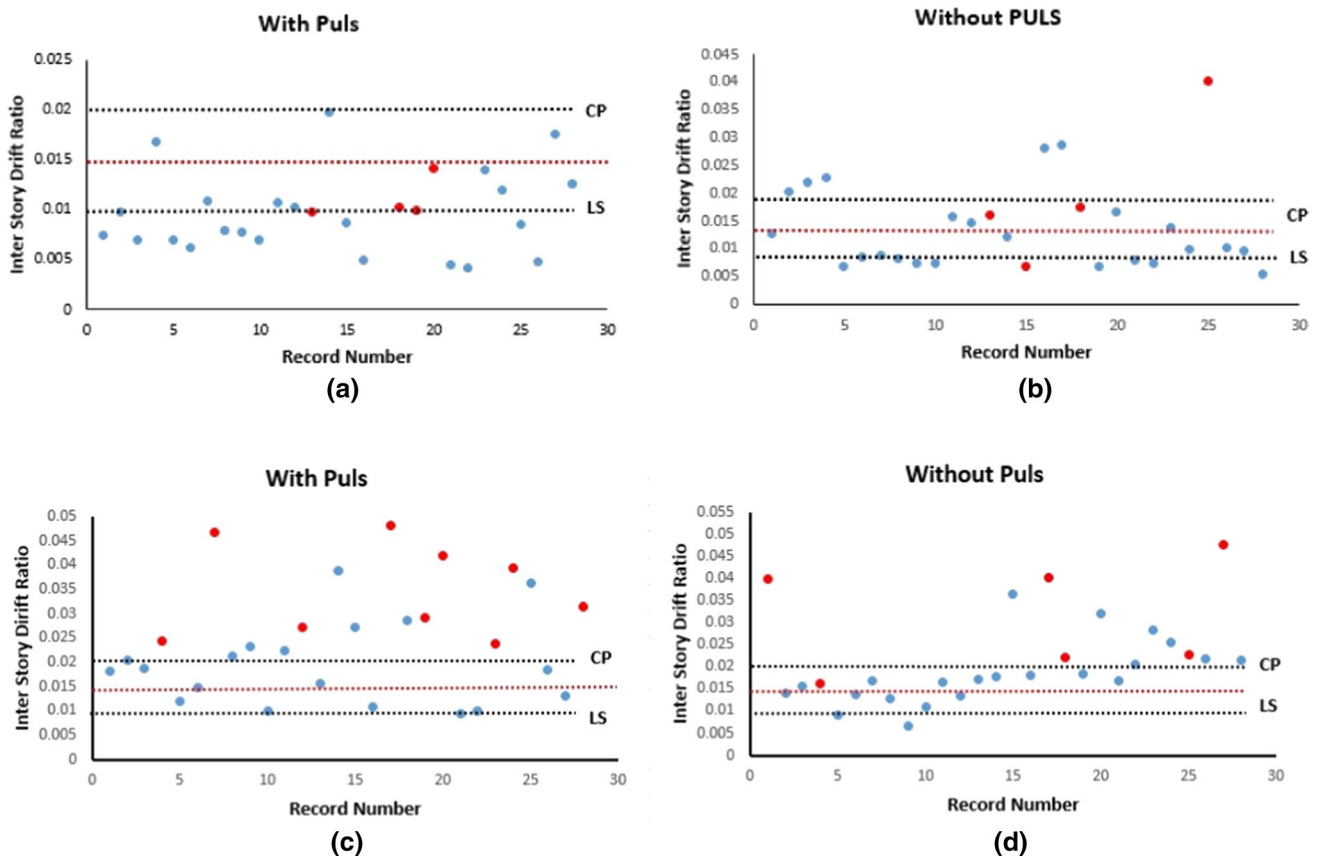 With Puls
Inter Story Drift Ratio
0.025
0.02
0.015
0.01
0.005
0
CP
LS
0 5 10 15 20 25 30
Record Number
(a)
Without PULS
Inter Story Drift Ratio
0.045
0.04
0.035
0.03
0.025
0.02
0.015
0.01
0.005
0
CP
LS
0 5 10 15 20 25 30
Record Number
(b)
With Puls
Inter Story Dirift Ratio
0.05
0.045
0.04
0.035
0.03
0.025
0.02
0.015
0.01
0.005
0
CP
LS
0 5 10 15 20 25 30
Record Number
(c)
Without Puls
Inter Story Drift Ratio
0.055
0.05
0.045
0.04
0.035
0.03
0.025
0.02
0.015
0.01
0.005
0
CP
LS
0 5 10 15 20 25 30
Record Number
(d)